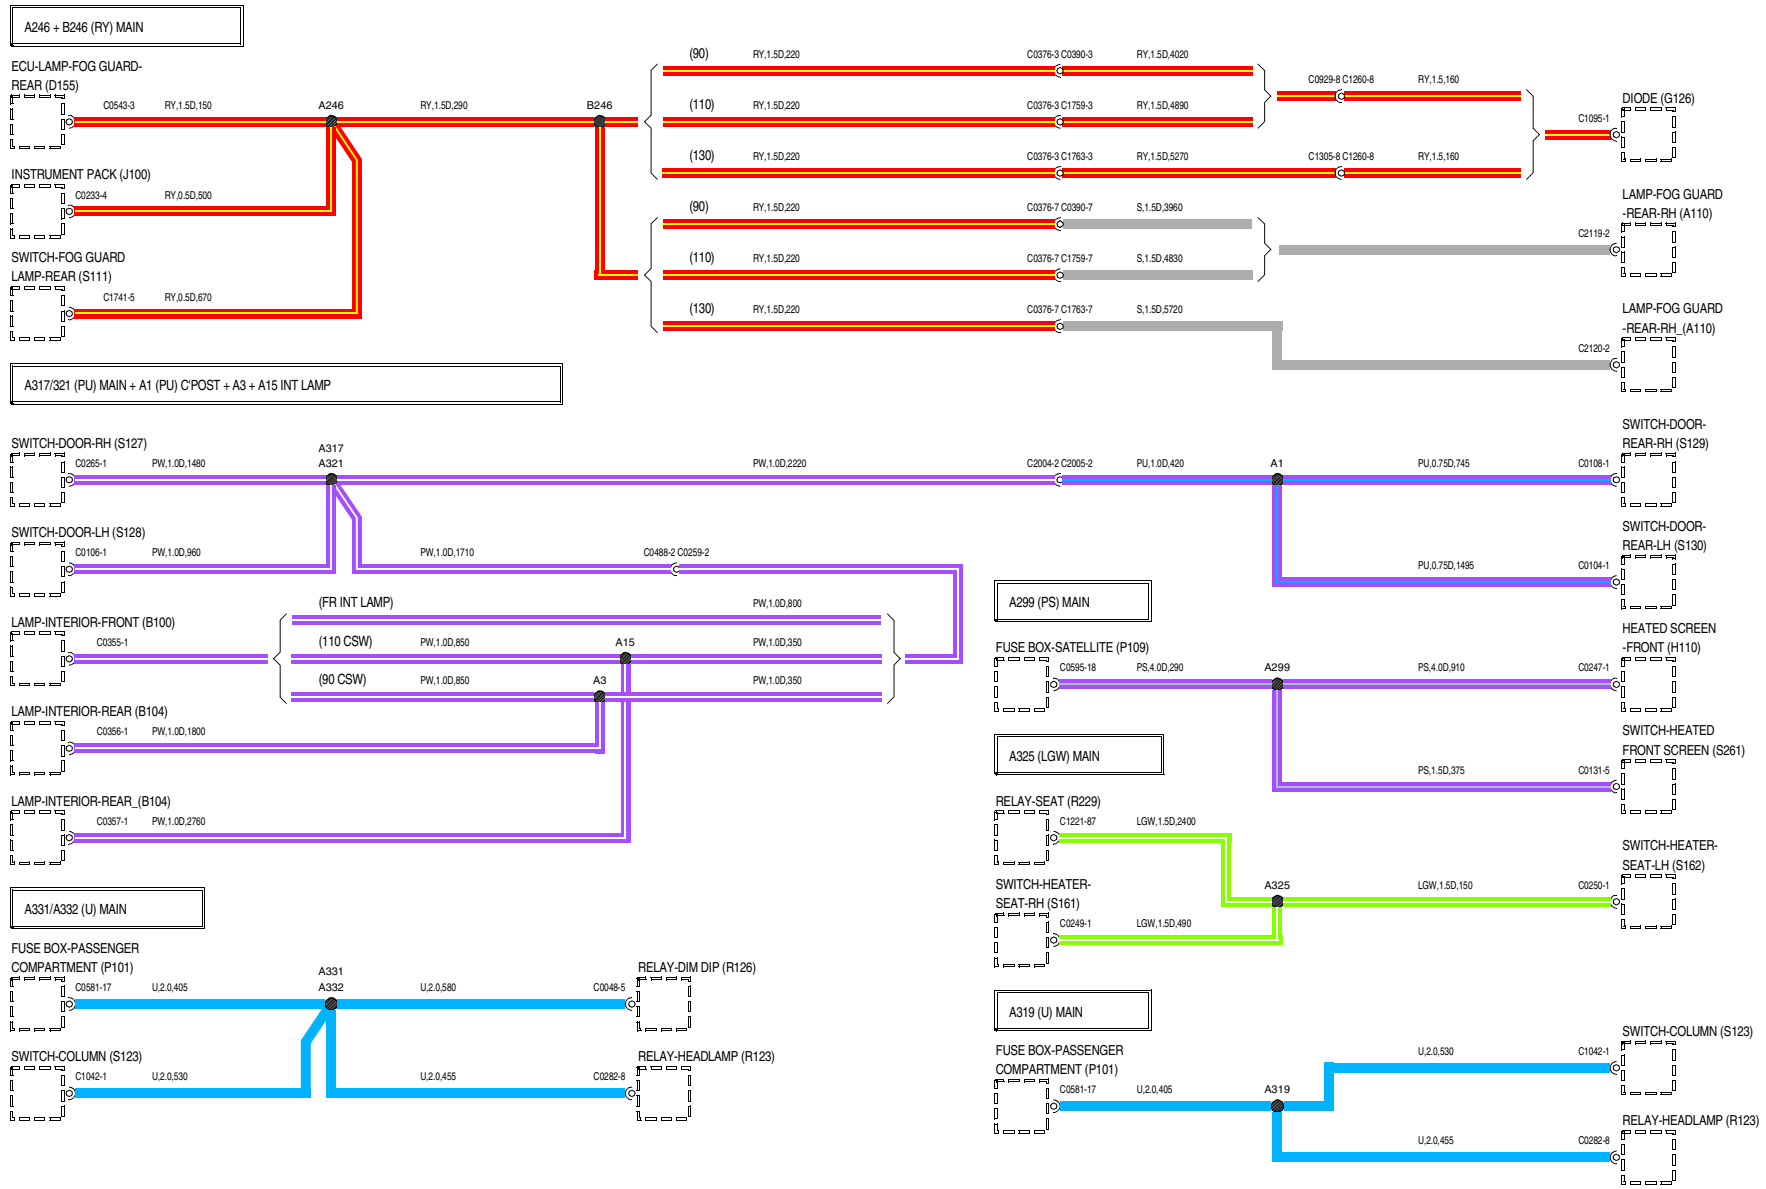 A246 + B246 (RY) MAIN
ECU-LAMP-FOG GUARD-
REAR (D155)
C0543-3 RY,1.5D,150 A246 RY,1.5D,290 B246
(90) RY,1.5D,220 C0376-3 C0390-3 RY,1.5D,4020
(110) RY,1.5D,220 C0376-3 C1759-3 RY,1.5D,4890
(130) RY,1.5D,220 C0376-3 C1763-3 RY,1.5D,5270 C1305-8 C1260-8 RY,1.5,160
C0929-8 C1260-8 RY,1.5,160
DIODE (G126)
C1095-1
INSTRUMENT PACK (J100)
C0233-4 RY,0.5D,500
SWITCH-FOG GUARD
LAMP-REAR (S111)
C1741-5 RY,0.5D,670
(90) RY,1.5D,220 C0376-7 C0390-7 S,1.5D,3960
(110) RY,1.5D,220 C0376-7 C1759-7 S,1.5D,4830
(130) RY,1.5D,220 C0376-7 C1763-7 S,1.5D,5720
LAMP-FOG GUARD
-REAR-RH (A110)
C2119-2
LAMP-FOG GUARD
-REAR-RH_(A110)
C2120-2
A317/321 (PU) MAIN + A1 (PU) C'POST + A3 + A15 INT LAMP
SWITCH-DOOR-RH (S127)
C0265-1 PW,1.0D,1480
A317
A321
PW,1.0D,2220 C2004-2 C2005-2 PU,1.0D,420 A1 PU,0.75D,745 C0108-1
SWITCH-DOOR-
REAR-RH (S129)
SWITCH-DOOR-LH (S128)
C0106-1 PW,1.0D,960 PW,1.0D,1710 C0488-2 C0259-2
SWITCH-DOOR-
REAR-LH (S130)
PU,0.75D,1495 C0104-1
LAMP-INTERIOR-FRONT (B100)
C0355-1
(FR INT LAMP) PW,1.0D,800
(110 CSW) PW,1.0D,850 A15 PW,1.0D,350
(90 CSW) PW,1.0D,850 A3 PW,1.0D,350
LAMP-INTERIOR-REAR (B104)
C0356-1 PW,1.0D,1800
LAMP-INTERIOR-REAR_(B104)
C0357-1 PW,1.0D,2760
A299 (PS) MAIN
FUSE BOX-SATELLITE (P109)
C0595-18 PS,4.0D,290 A299 PS,4.0D,910 C0247-1
HEATED SCREEN
-FRONT (H110)
SWITCH-HEATED
FRONT SCREEN (S261)
PS,1.5D,375 C0131-5
A325 (LGW) MAIN
RELAY-SEAT (R229)
C1221-87 LGW,1.5D,2400
SWITCH-HEATER-
SEAT-RH (S161)
C0249-1 LGW,1.5D,490
A325 LGW,1.5D,150 C0250-1
SWITCH-HEATER-
SEAT-LH (S162)
A331/A332 (U) MAIN
FUSE BOX-PASSENGER
COMPARTMENT (P101)
C0581-17 U,2.0,405
A331
A332
U,2.0,580 C0048-5
RELAY-DIM DIP (R126)
SWITCH-COLUMN (S123)
C1042-1 U,2.0,530 U,2.0,455 C0282-8
RELAY-HEADLAMP (R123)
A319 (U) MAIN
FUSE BOX-PASSENGER
COMPARTMENT (P101)
C0581-17 U,2.0,405 A319
U,2.0,530 C1042-1
SWITCH-COLUMN (S123)
U,2.0,455 C0282-8
RELAY-HEADLAMP (R123)